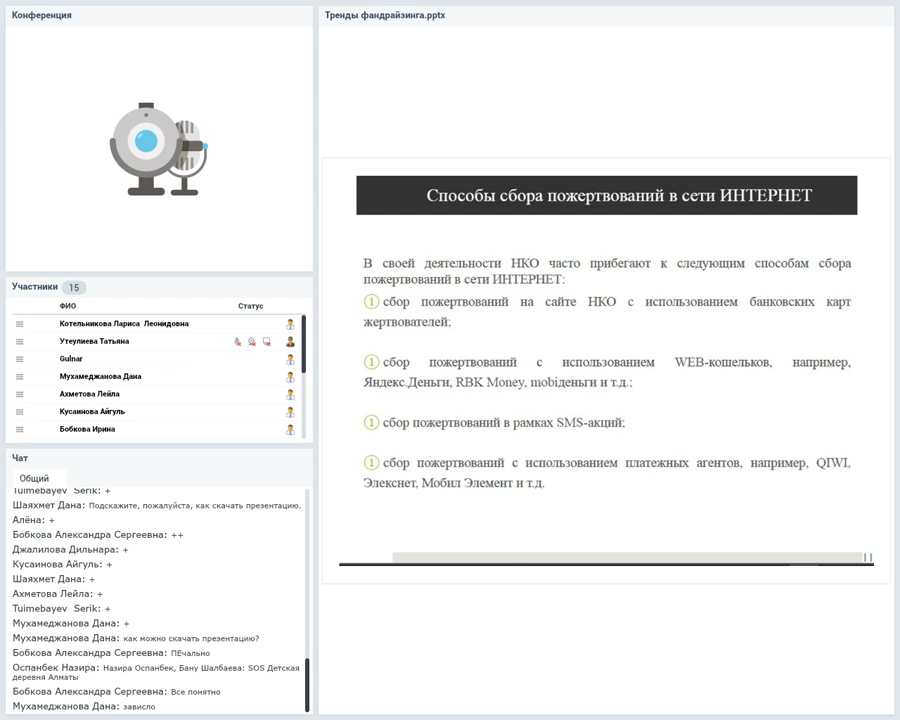 Конференция
Участники 15
ФИО Статус
Котельникова Лариса Леонидовна
Утеулиева Татьяна
Gulnar
Мухамеджанова Дана
Ахметова Лейла
Кусаинова Айгуль
Бобкова Ирина
Чат
Общий
Tuimebayev Serik: +
Шаяхмет Дана: Подскажите, пожалуйста, как скачать презентацию.
Алёна: +
Бобкова Александра Сергеевна: ++
Джалилова Дильнара: +
Кусаинова Айгуль: +
Шаяхмет Дана: +
Ахметова Лейла: +
Tuimebayev Serik: +
Мухамеджанова Дана: +
Мухамеджанова Дана: как можно скачать презентацию?
Бобкова Александра Сергеевна: ПЕчально
Оспанбек Назира: Назира Оспанбек, Бану Шалбаева: SOS Детская
деревня Алматы
Бобкова Александра Сергеевна: Все понятно
Мухамеджанова Дана: зависло
Тренды фандрайзинга.pptx
Способы сбора пожертвований в сети ИНТЕРНЕТ
В своей деятельности НКО часто прибегают к следующим способам сбора
пожертвований в сети ИНТЕРНЕТ:
1 сбор пожертвований на сайте НКО с использованием банковских карт
жертвователей;
1 сбор пожертвований с использованием WEB-кошельков, например,
Яндекс.Деньги, RBK Money, mobiденьги и т.д.;
1 сбор пожертвований в рамках SMS-акций;
1 сбор пожертвований с использованием платежных агентов, например, QIWI,
Элекснет, Мобил Элемент и т.д.